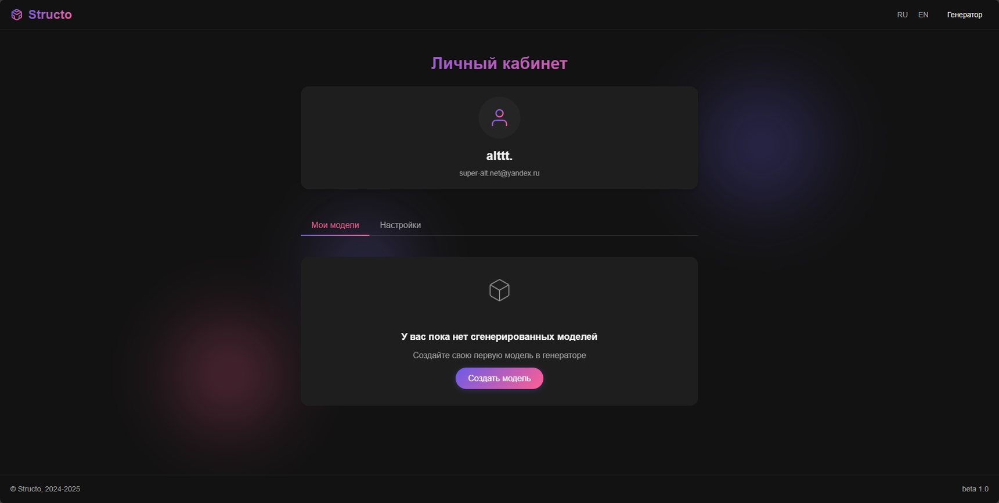 Structo
RU EN Генератор
Личный кабинет
alttt.
super-alt.net@yandex.ru
Мои модели Настройки
У вас пока нет сгенерированных моделей
Создайте свою первую модель в генераторе
Создать модель
© Structo, 2024-2025
beta 1.0